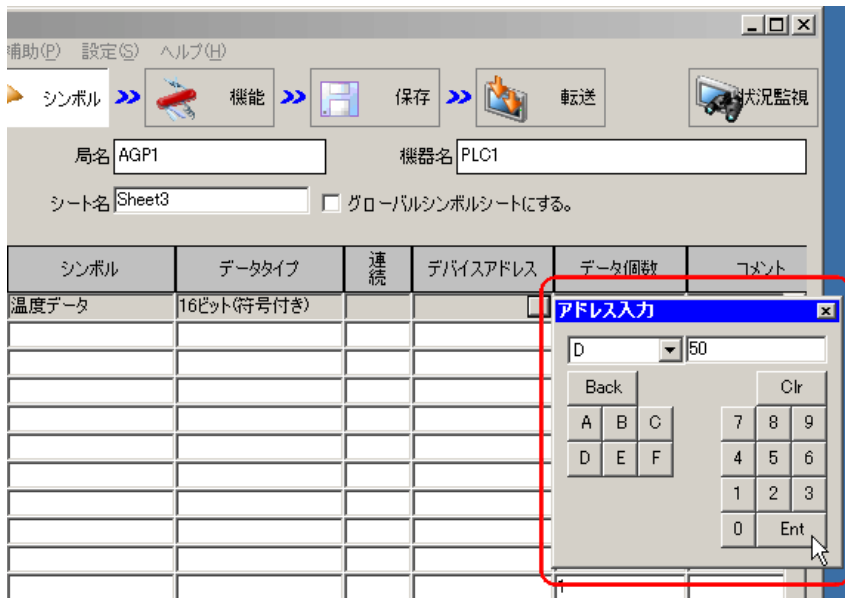 補助(P) 設定(S) ヘルプ(H)
シンボル 機能 保存 転送 状況監視
局名 AGP1 機器名 PLC1
シート名 Sheet3 グローバルシンボルシートにする。
シンボル データタイプ 連続 デバイスアドレス データ個数 コメント
温度データ 16ビット(符号付き)
アドレス入力
D 50
Back Clr
A B C 7 8 9
D E F 4 5 6
1 2 3
0 Ent
1